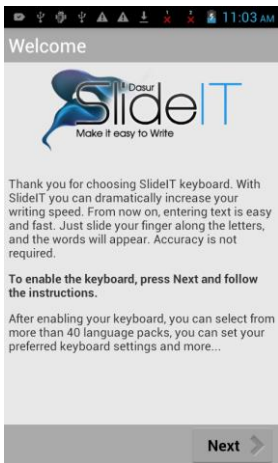 11:03 AM
Welcome
Dasur
SlideIT
Make it easy to Write
Thank you for choosing SlideIT keyboard. With
SlideIT you can dramatically increase your
writing speed. From now on, entering text is easy
and fast. Just slide your finger along the letters,
and the words will appear. Accuracy is not
required.
To enable the keyboard, press Next and follow
the instructions.
After enabling your keyboard, you can select from
more than 40 language packs, you can set your
preferred keyboard settings and more...
Next